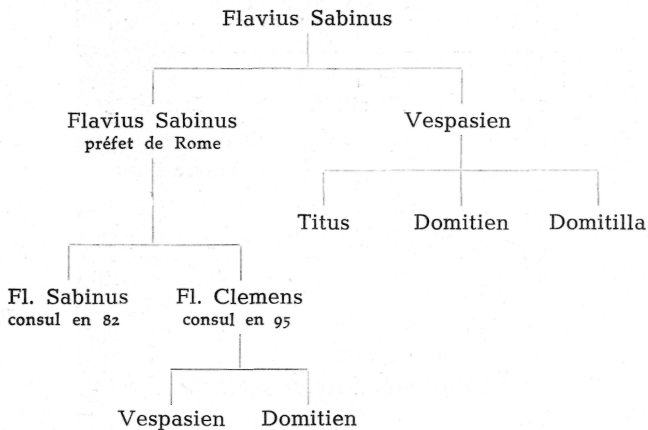 Flavius Sabinus
Flavius Sabinus
préfet de Rome
Vespasien
Titus Domitien Domitilla
Fl. Sabinus
consul en 82
Fl. Clemens
consul en 95
Vespasien Domitien